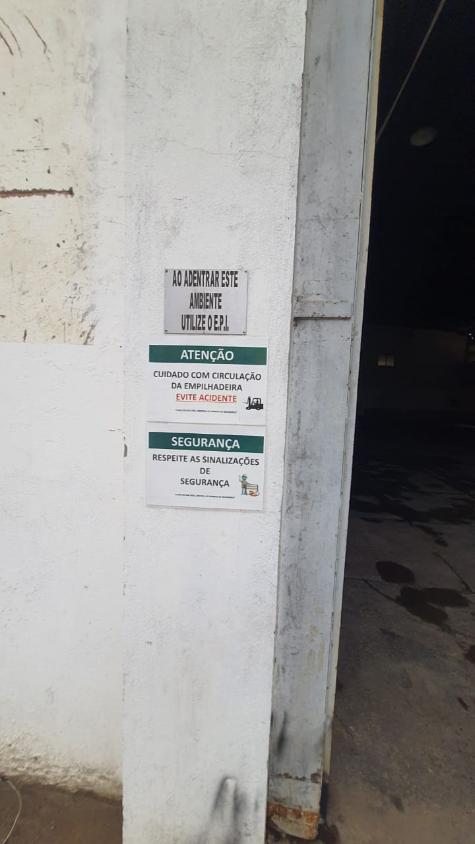 AO ADENTRAR ESTE
AMBIENTE
UTILIZE O E.P.I.
ATENÇÃO
CUIDADO COM CIRCULAÇÃO
DA EMPILHADEIRA
EVITE ACIDENTE
SEGURANÇA
RESPEITE AS SINALIZAÇÕES
DE
SEGURANÇA